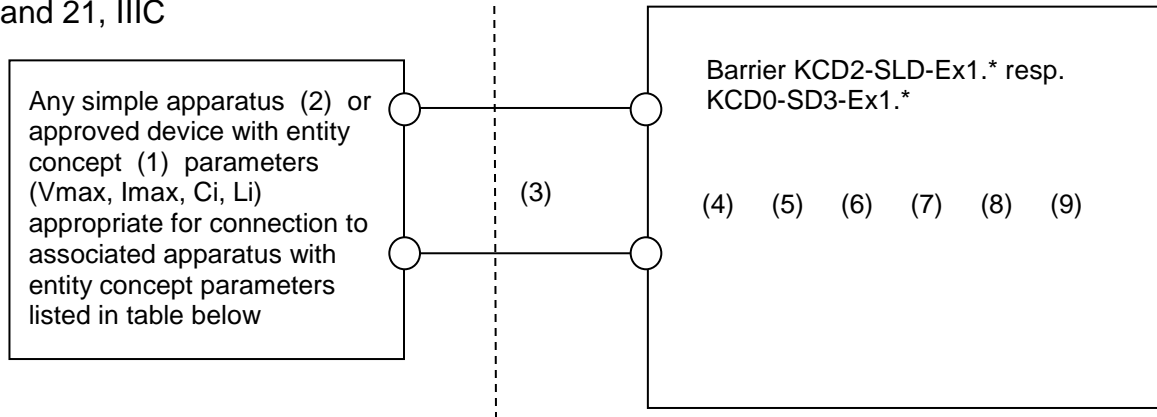 and 21, IIIC
Any simple apparatus (2) or
approved device with entity
concept (1) parameters
(Vmax, Imax, Ci, Li)
appropriate for connection to
associated apparatus with
entity concept parameters
listed in table below
(3)
Barrier KCD2-SLD-Ex1.* resp.
KCD0-SD3-Ex1.*
(4) (5) (6) (7) (8) (9)